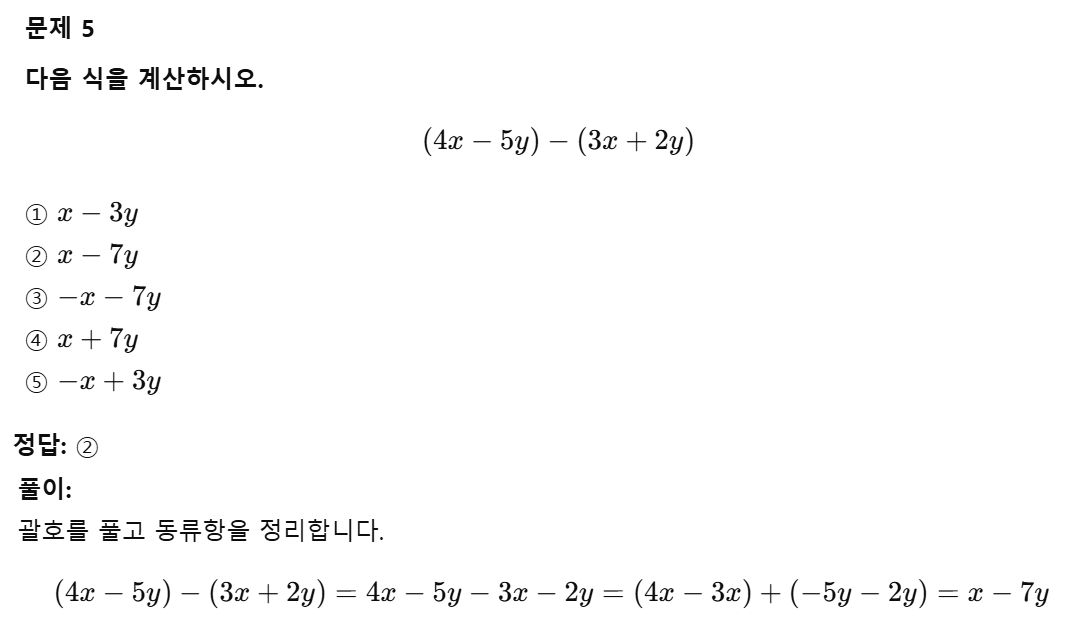 문제 5
다음 식을 계산하시오.
(4x − 5y) − (3x + 2y)
① x − 3y
② x − 7y
③ −x − 7y
④ x + 7y
⑤ −x + 3y
정답: ②
풀이:
괄호를 풀고 동류항을 정리합니다.
(4x − 5y) − (3x + 2y) = 4x − 5y − 3x − 2y = (4x − 3x) + (−5y − 2y) = x − 7y